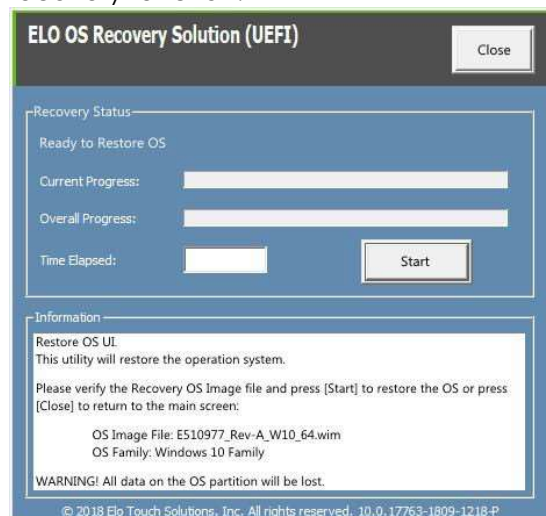 ELO OS Recovery Solution (UEFI)
Close
Recovery Status
Ready to Restore OS
Current Progress:
Overall Progress:
Time Elapsed:
Start
Information
Restore OS UI
This utility will restore the operation system.
Please verify the Recovery OS Image file and press [Start] to restore the OS or press
[Close] to return to the main screen:
OS Image File: E510977_Rev-A_W10_64.wim
OS Family: Windows 10 Family
WARNING! All data on the OS partition will be lost.
© 2018 Elo Touch Solutions, Inc. All rights reserved. 10.0.17763-1809-1218-P